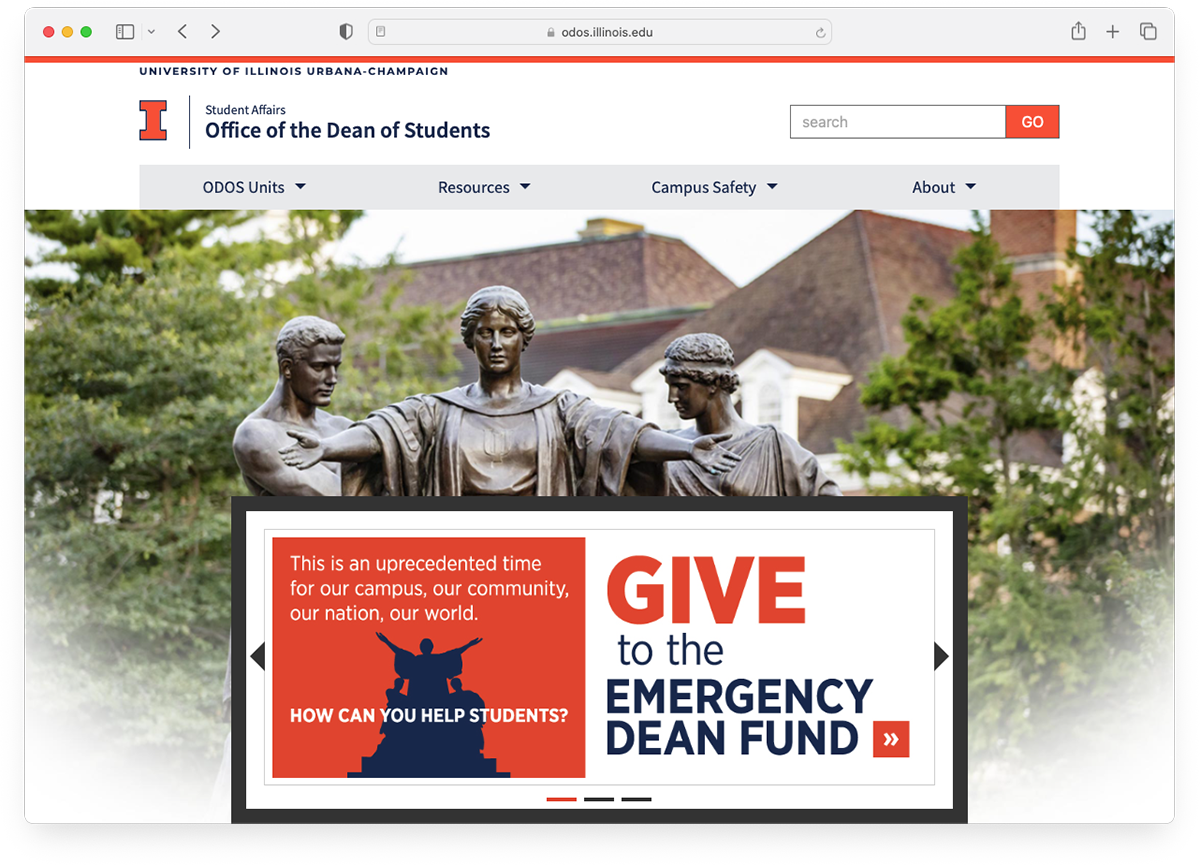 odos.illinois.edu
UNIVERSITY OF ILLINOIS URBANA-CHAMPAIGN
I
Student Affairs
Office of the Dean of Students
search
GO
ODOS Units
Resources
Campus Safety
About
This is an uprecedented time
for our campus, our community,
our nation, our world.
HOW CAN YOU HELP STUDENTS?
GIVE
to the
EMERGENCY
DEAN FUND »